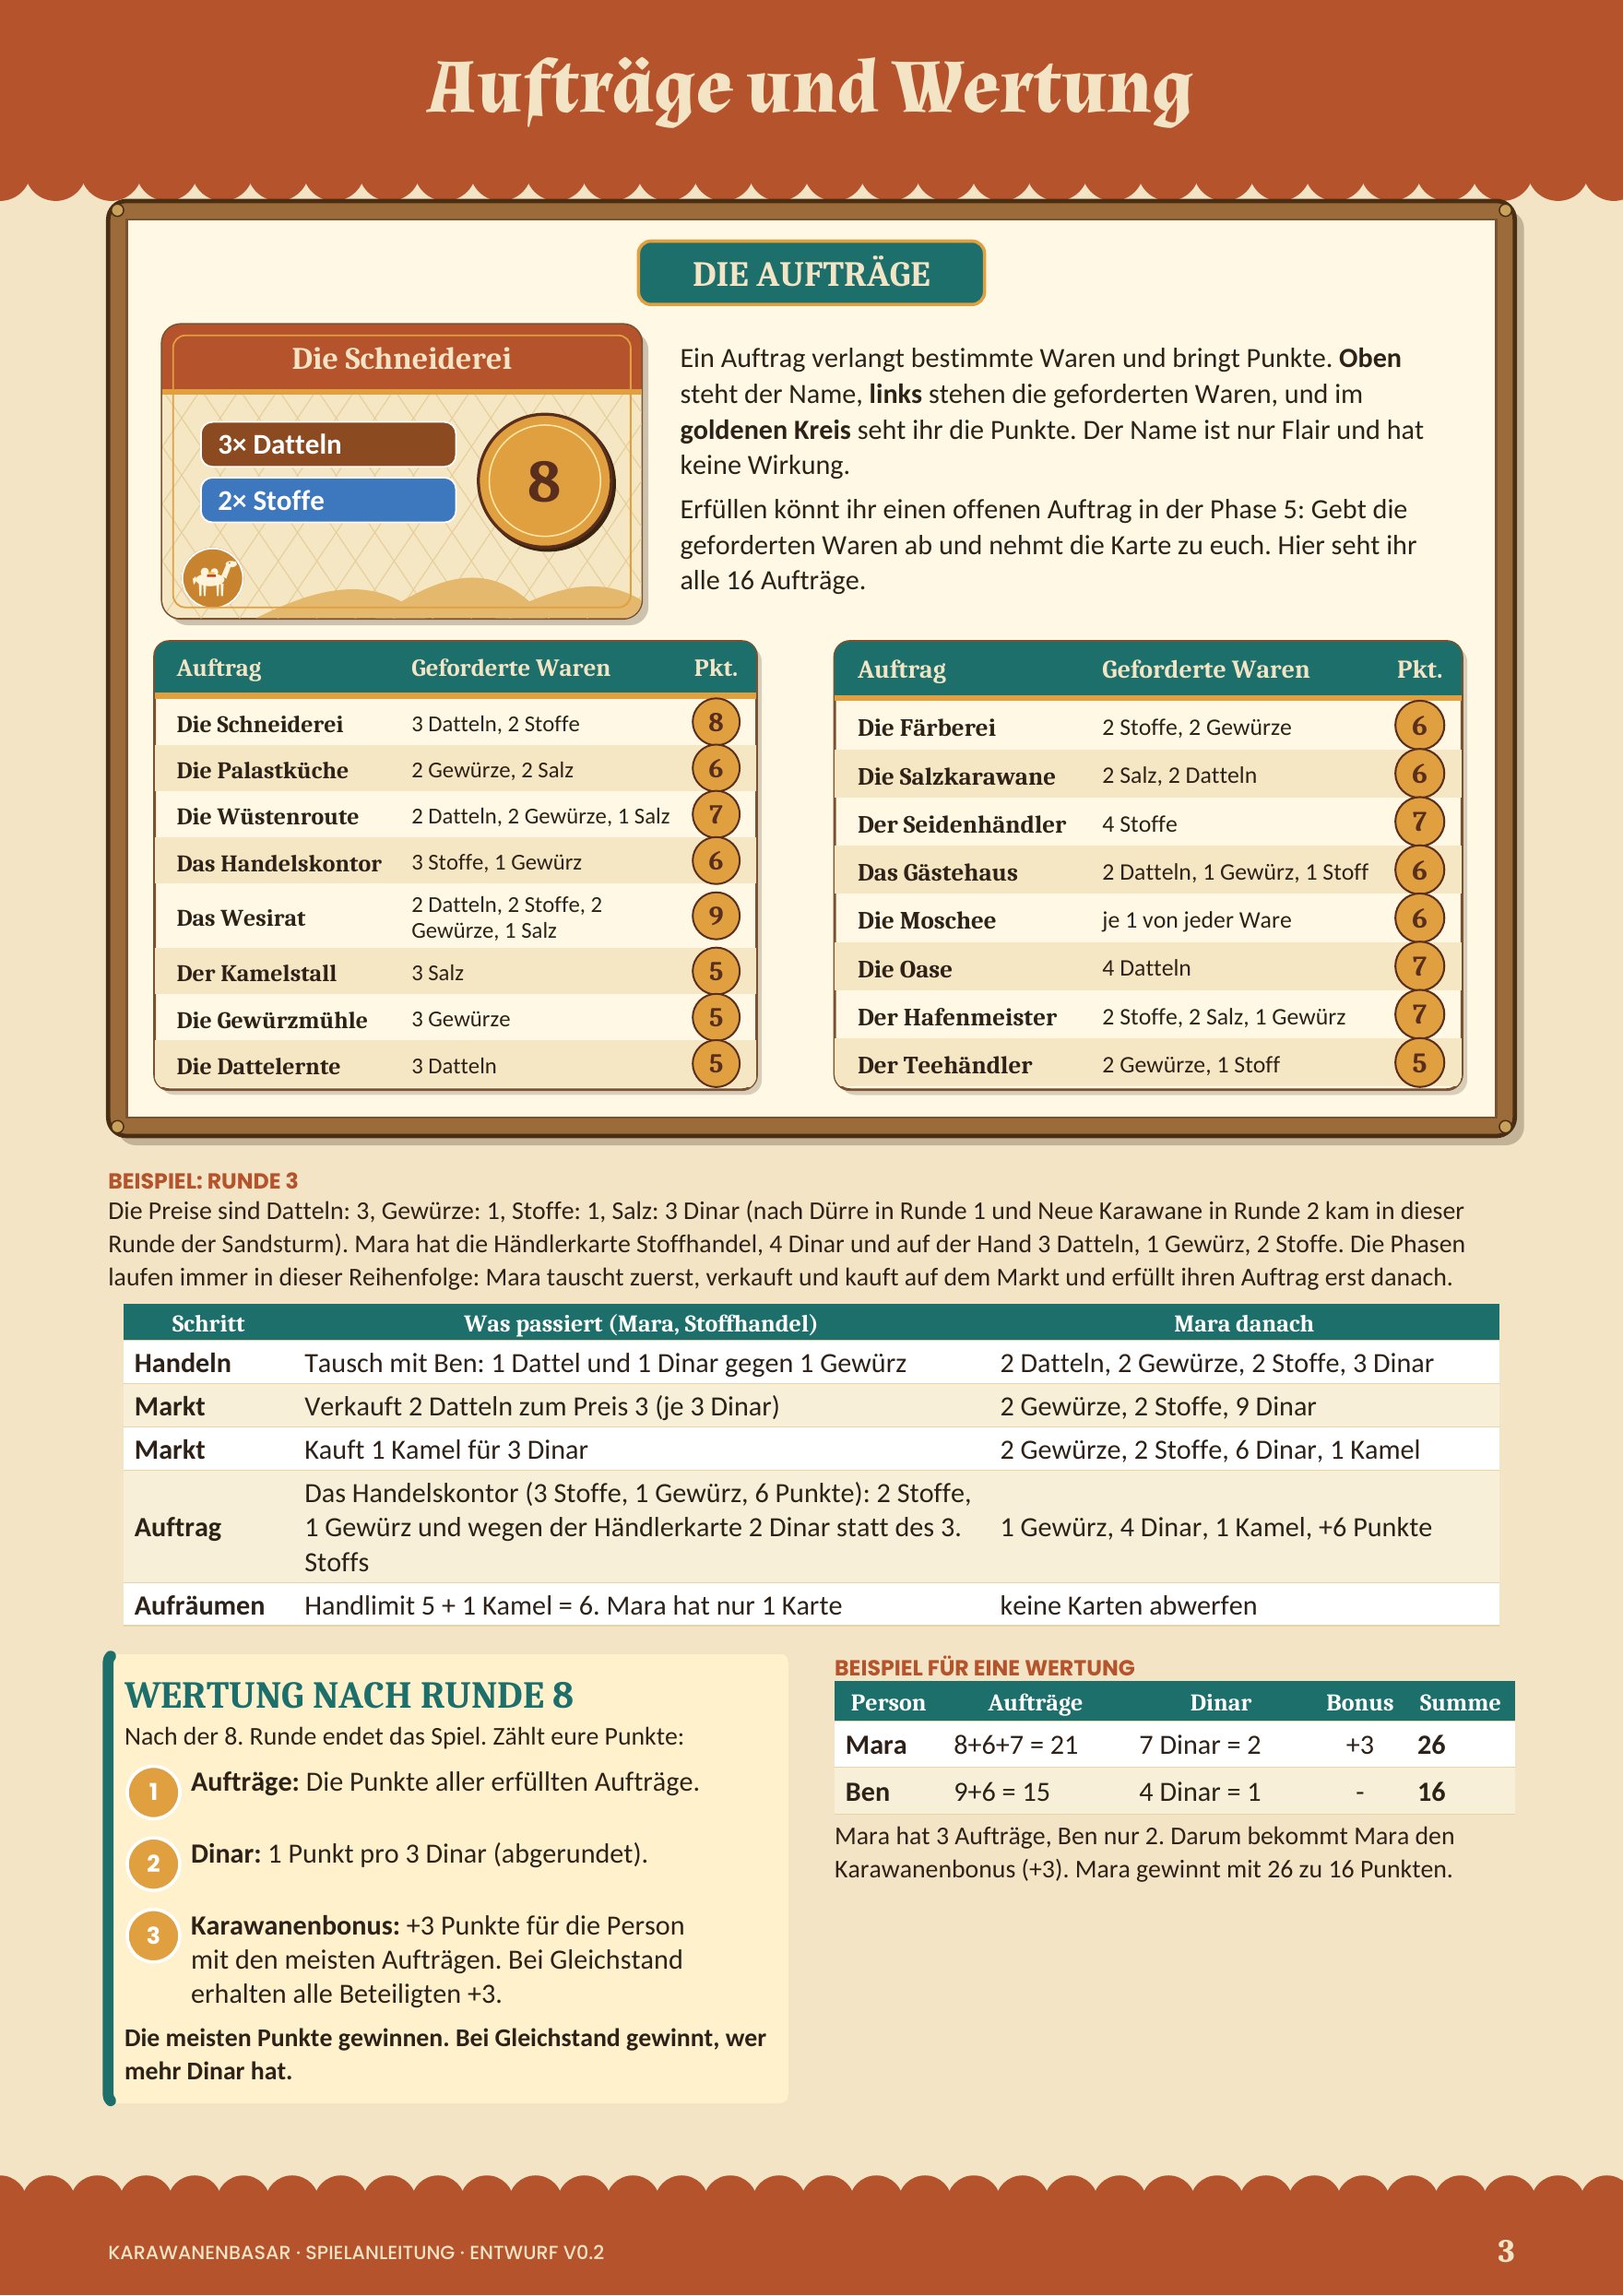 Aufträge und Wertung
DIE AUFTRÄGE
Die Schneiderei
3× Datteln
2× Stoffe
8
Ein Auftrag verlangt bestimmte Waren und bringt Punkte. Oben
steht der Name, links stehen die geforderten Waren, und im
goldenen Kreis seht ihr die Punkte. Der Name ist nur Flair und hat
keine Wirkung.
Erfüllen könnt ihr einen offenen Auftrag in der Phase 5: Gebt die
geforderten Waren ab und nehmt die Karte zu euch. Hier seht ihr
alle 16 Aufträge.
Auftrag Geforderte Waren Pkt.
Die Schneiderei 3 Datteln, 2 Stoffe 8
Die Palastküche 2 Gewürze, 2 Salz 6
Die Wüstenroute 2 Datteln, 2 Gewürze, 1 Salz 7
Das Handelskontor 3 Stoffe, 1 Gewürz 6
Das Wesirat 2 Datteln, 2 Stoffe, 2
Gewürze, 1 Salz 9
Der Kamelstall 3 Salz 5
Die Gewürzmühle 3 Gewürze 5
Die Dattelernte 3 Datteln 5
Auftrag Geforderte Waren Pkt.
Die Färberei 2 Stoffe, 2 Gewürze 6
Die Salzkarawane 2 Salz, 2 Datteln 6
Der Seidenhändler 4 Stoffe 7
Das Gästehaus 2 Datteln, 1 Gewürz, 1 Stoff 6
Die Moschee je 1 von jeder Ware 6
Die Oase 4 Datteln 7
Der Hafenmeister 2 Stoffe, 2 Salz, 1 Gewürz 7
Der Teehändler 2 Gewürze, 1 Stoff 5
BEISPIEL: RUNDE 3
Die Preise sind Datteln: 3, Gewürze: 1, Stoffe: 1, Salz: 3 Dinar (nach Dürre in Runde 1 und Neue Karawane in Runde 2 kam in dieser
Runde der Sandsturm). Mara hat die Händlerkarte Stoffhandel, 4 Dinar und auf der Hand 3 Datteln, 1 Gewürz, 2 Stoffe. Die Phasen
laufen immer in dieser Reihenfolge: Mara tauscht zuerst, verkauft und kauft auf dem Markt und erfüllt ihren Auftrag erst danach.
Schritt Was passiert (Mara, Stoffhandel) Mara danach
Handeln Tausch mit Ben: 1 Dattel und 1 Dinar gegen 1 Gewürz 2 Datteln, 2 Gewürze, 2 Stoffe, 3 Dinar
Markt Verkauft 2 Datteln zum Preis 3 (je 3 Dinar) 2 Gewürze, 2 Stoffe, 9 Dinar
Markt Kauft 1 Kamel für 3 Dinar 2 Gewürze, 2 Stoffe, 6 Dinar, 1 Kamel
Das Handelskontor (3 Stoffe, 1 Gewürz, 6 Punkte): 2 Stoffe,
Auftrag 1 Gewürz und wegen der Händlerkarte 2 Dinar statt des 3. 1 Gewürz, 4 Dinar, 1 Kamel, +6 Punkte
Stoffs
Aufräumen Handlimit 5 + 1 Kamel = 6. Mara hat nur 1 Karte keine Karten abwerfen
WERTUNG NACH RUNDE 8
Nach der 8. Runde endet das Spiel. Zählt eure Punkte:
1 Aufträge: Die Punkte aller erfüllten Aufträge.
2 Dinar: 1 Punkt pro 3 Dinar (abgerundet).
3 Karawanenbonus: +3 Punkte für die Person
mit den meisten Aufträgen. Bei Gleichstand
erhalten alle Beteiligten +3.
Die meisten Punkte gewinnen. Bei Gleichstand gewinnt, wer
mehr Dinar hat.
BEISPIEL FÜR EINE WERTUNG
Person Aufträge Dinar Bonus Summe
Mara 8+6+7 = 21 7 Dinar = 2 +3 26
Ben 9+6 = 15 4 Dinar = 1 - 16
Mara hat 3 Aufträge, Ben nur 2. Darum bekommt Mara den
Karawanenbonus (+3). Mara gewinnt mit 26 zu 16 Punkten.
KARAWANENBASAR · SPIELANLEITUNG · ENTWURF V0.2
3